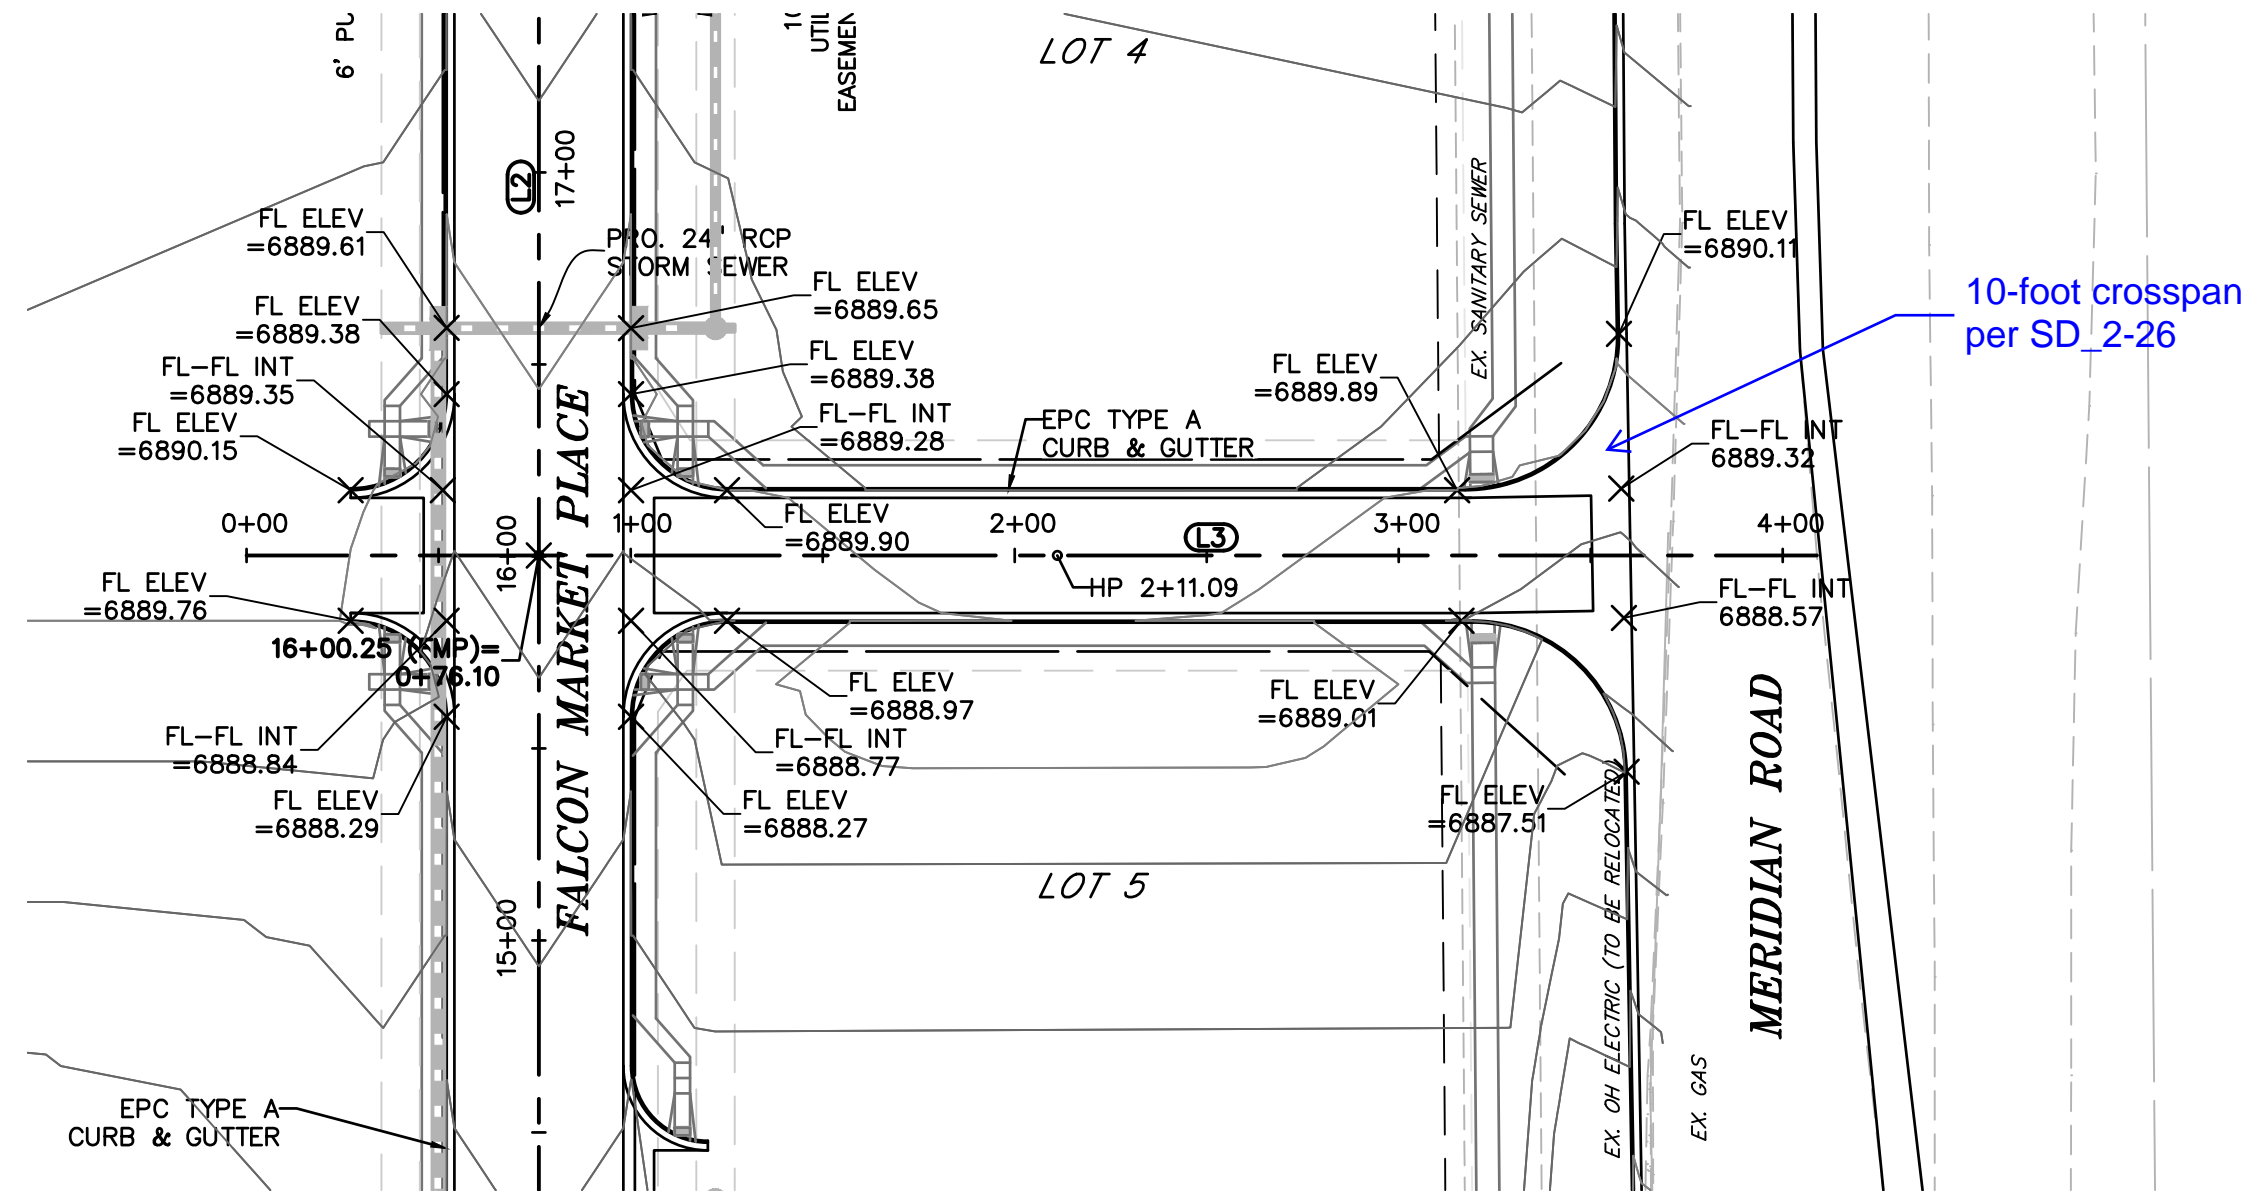 6' PU
10
UTIL
EASEMEN
LOT 4
L2
17+00
EX. SANITARY SEWER
FL ELEV
=6889.61
PRO. 24" RCP
STORM SEWER
FL ELEV
=6890.11
FL ELEV
=6889.65
10-foot crosspan
per SD_2-26
FL ELEV
=6889.38
FL ELEV
=6889.38
FL-FL INT
=6889.35
FL ELEV
=6889.89
FL-FL INT
=6889.28
EPC TYPE A
CURB & GUTTER
FL ELEV
=6890.15
FL-FL INT
6889.32
0+00
16+00
1+00
FL ELEV
=6889.90
2+00
L3
3+00
4+00
HP 2+11.09
FL ELEV
=6889.76
FL-FL INT
6888.57
16+00.25 (FMP)=
0+76.10
FALCON MARKET PLACE
FL ELEV
=6888.97
FL ELEV
=6889.01
MERIDIAN ROAD
FL-FL INT
=6888.84
FL-FL INT
=6888.77
FL ELEV
=6888.29
FL ELEV
=6888.27
FL ELEV
=6887.51
LOT 5
15+00
EX. OH ELECTRIC (TO BE RELOCATED)
EX. GAS
EPC TYPE A
CURB & GUTTER